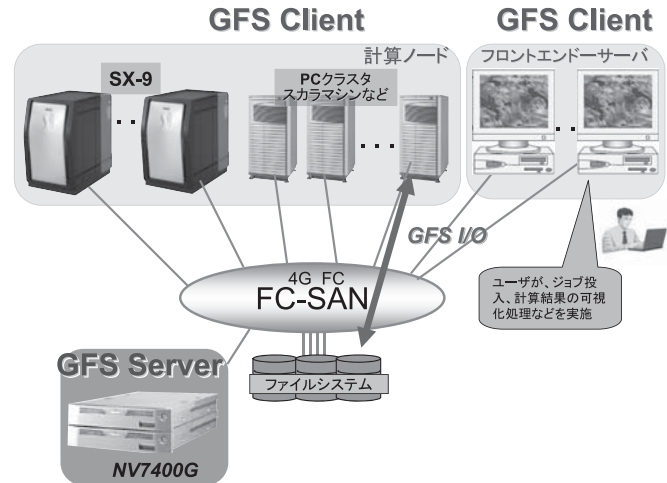 GFS Client
GFS Client
計算ノード
フロントエンドーサーバ
SX-9
PCクラスタ
スカラマシンなど
GFS I/O
4G FC
FC-SAN
ユーザが、ジョブ投
入、計算結果の可視
化処理などを実施
GFS Server
ファイルシステム
NV7400G